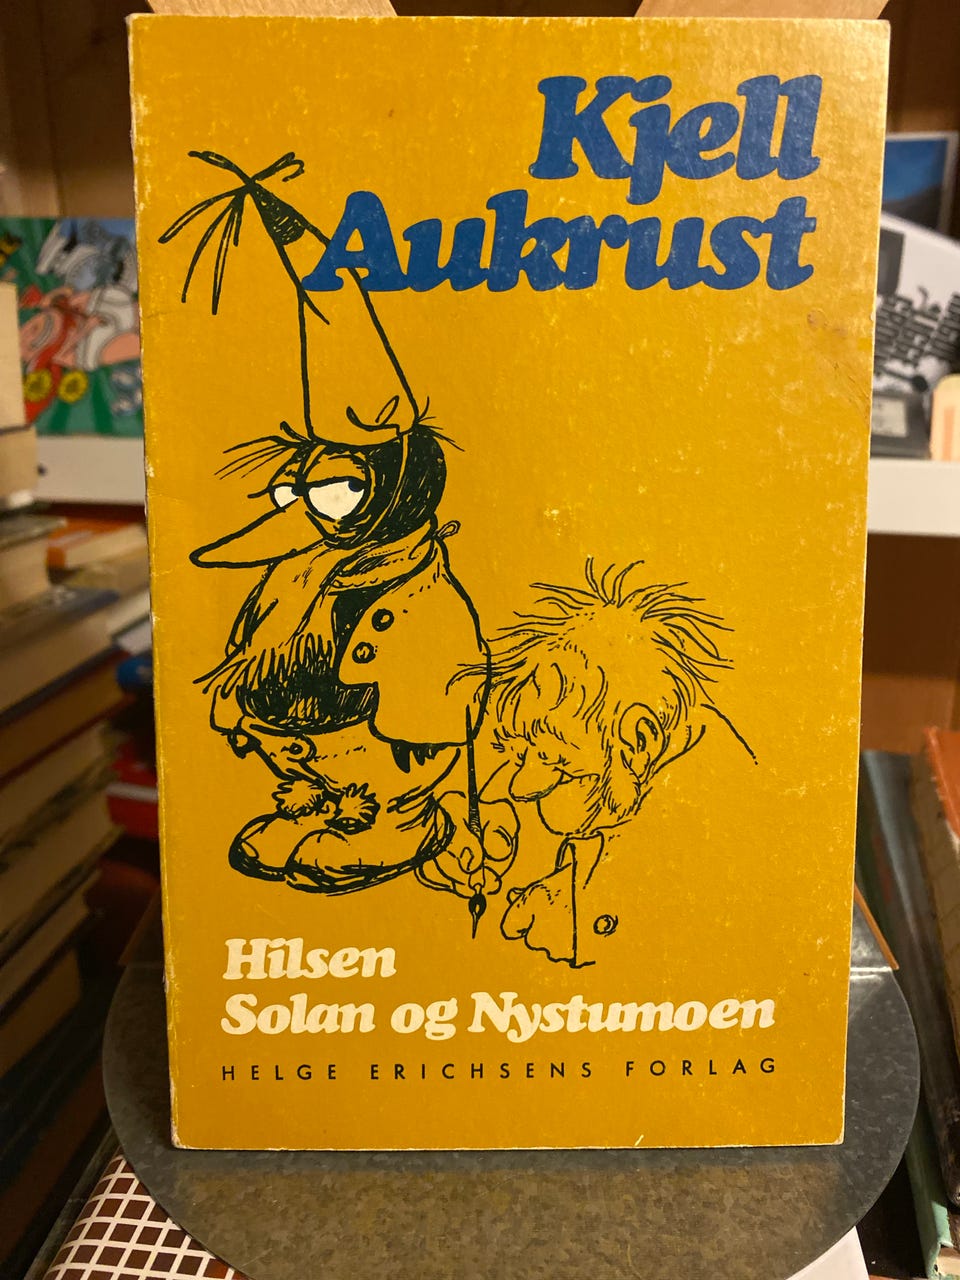 Kjell
Aukrust
Hilsen
Solan og Nystumoen
HELGE ERICHSENS FORLAG